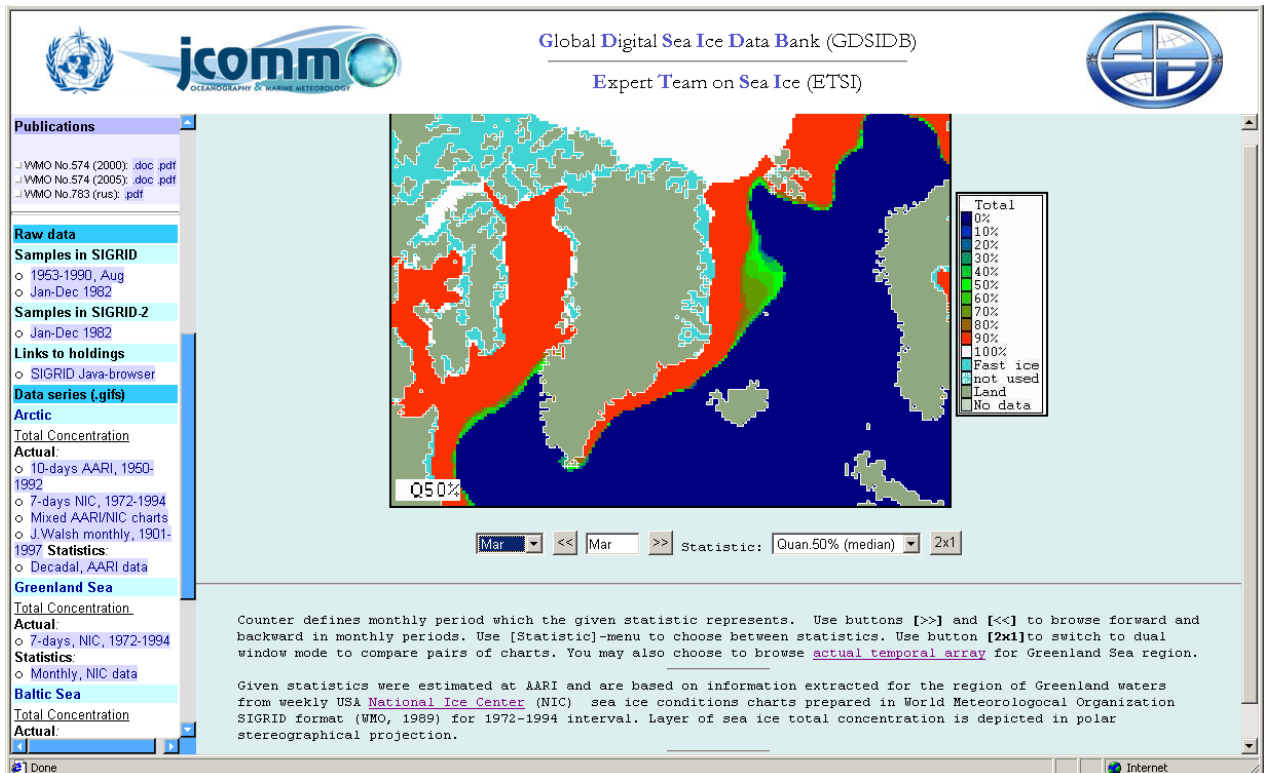 jcomm
OCEANOGRAPHY & MARINE METEOROLOGY
Global Digital Sea Ice Data Bank (GDSIDB)
Expert Team on Sea Ice (ETSI)
Publications
WMO No.574 (2000): .doc .pdf
WMO No.574 (2005): .doc .pdf
WMO No.783 (rus): .pdf
Raw data
Samples in SIGRID
1953-1990, Aug
Jan-Dec 1982
Samples in SIGRID-2
Jan-Dec 1982
Links to holdings
SIGRID Java-browser
Data series (.gifs)
Arctic
Total Concentration
Actual:
10-days AARI, 1950-
1992
7-days NIC, 1972-1994
Mixed AARI/NIC charts
J.Walsh monthly, 1901-
1997 Statistics:
Decadal, AARI data
Greenland Sea
Total Concentration
Actual:
7-days, NIC, 1972-1994
Statistics:
Monthly, NIC data
Baltic Sea
Total Concentration
Actual:
Total
0%
10%
20%
30%
40%
50%
60%
70%
80%
90%
100%
Fast ice
not used
Land
No data
Q50%
Mar << Mar >> Statistic: Quan.50% (median) 2x1
Counter defines monthly period which the given statistic represents. Use buttons [>>] and [<<] to browse forward and
backward in monthly periods. Use [Statistic]-menu to choose between statistics. Use button [2x1]to switch to dual
window mode to compare pairs of charts. You may also choose to browse actual temporal array for Greenland Sea region.
Given statistics were estimated at AARI and are based on information extracted for the region of Greenland waters
from weekly USA National Ice Center (NIC) sea ice conditions charts prepared in World Meteorologocal Organization
SIGRID format (WMO, 1989) for 1972-1994 interval. Layer of sea ice total concentration is depicted in polar
stereographical projection.
Done
Internet